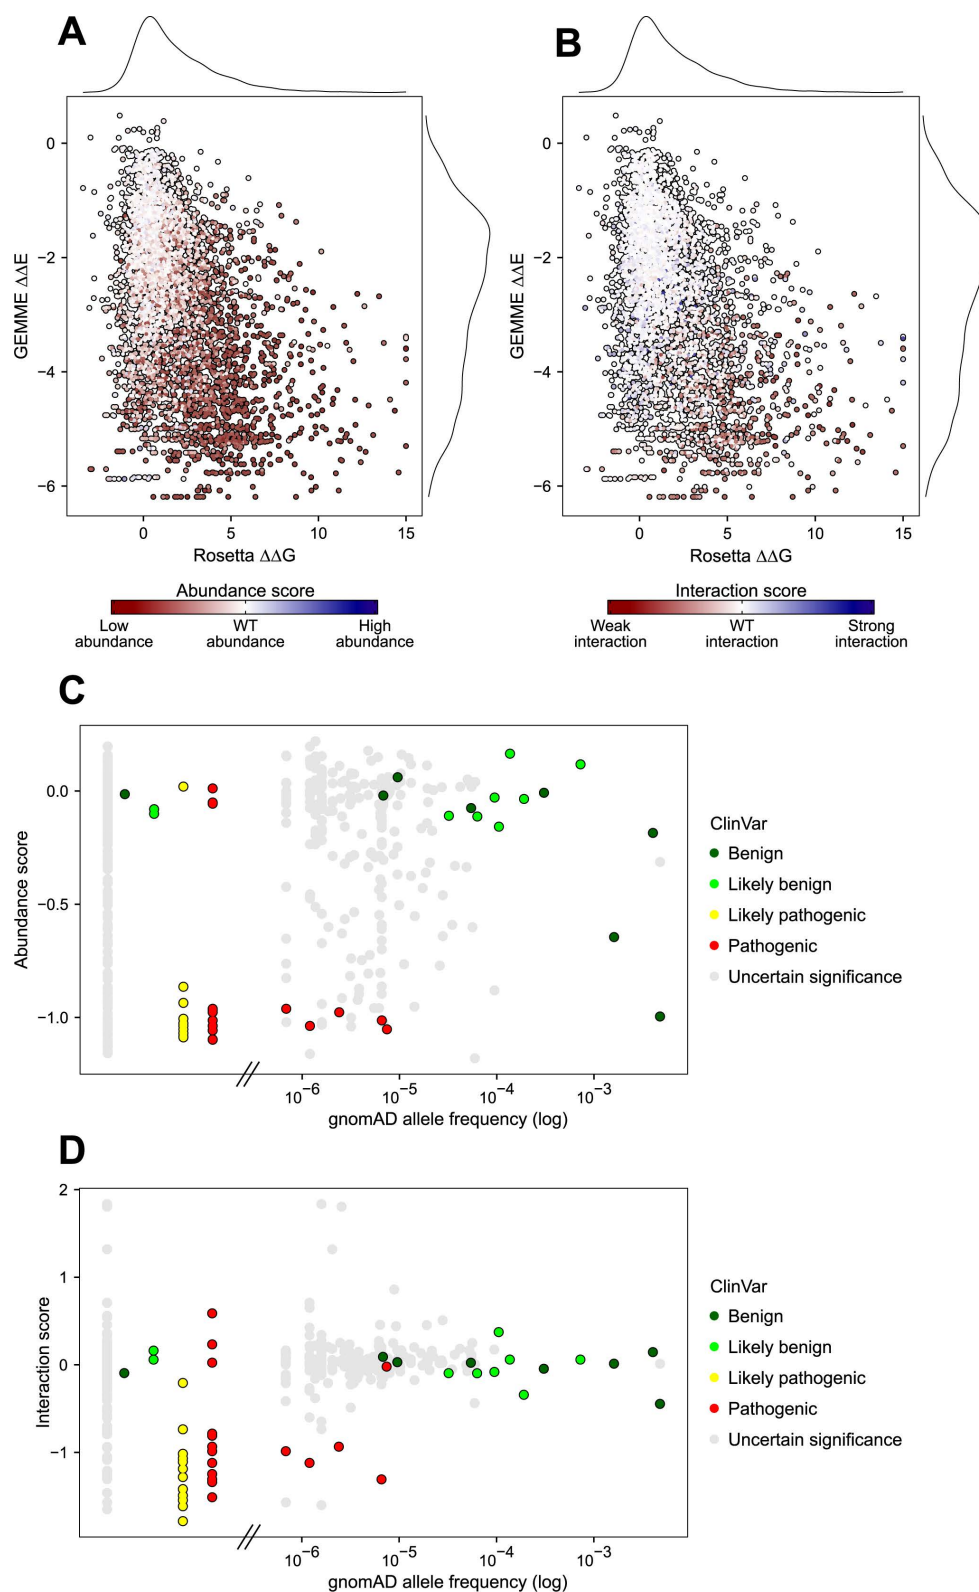 A
B
0
−2
−4
−6
GEMME ΔΔE
0
5
10
15
Rosetta ΔΔG
0
−2
−4
−6
GEMME ΔΔE
0
5
10
15
Rosetta ΔΔG
Abundance score
Low abundance
WT abundance
High abundance
Interaction score
Weak interaction
WT interaction
Strong interaction
C
0.0
−0.5
−1.0
Abundance score
10−6
10−5
10−4
10−3
gnomAD allele frequency (log)
ClinVar
Benign
Likely benign
Likely pathogenic
Pathogenic
Uncertain significance
D
2
1
0
−1
Interaction score
10−6
10−5
10−4
10−3
gnomAD allele frequency (log)
ClinVar
Benign
Likely benign
Likely pathogenic
Pathogenic
Uncertain significance